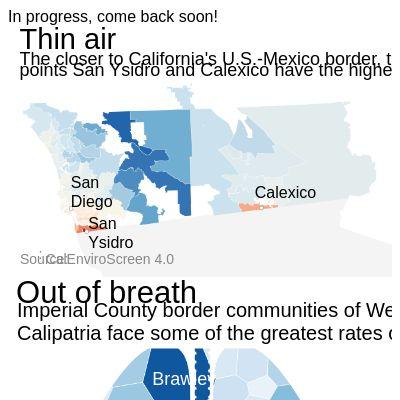 In progress, come back soon!
Thin air
The closer to California's U.S.-Mexico border, t
points San Ysidro and Calexico have the highe
San
Diego
Calexico
San
Ysidro
CalEnviroScreen 4.0
Out of breath
Imperial County border communities of We
Calipatria face some of the greatest rates o
Brawley